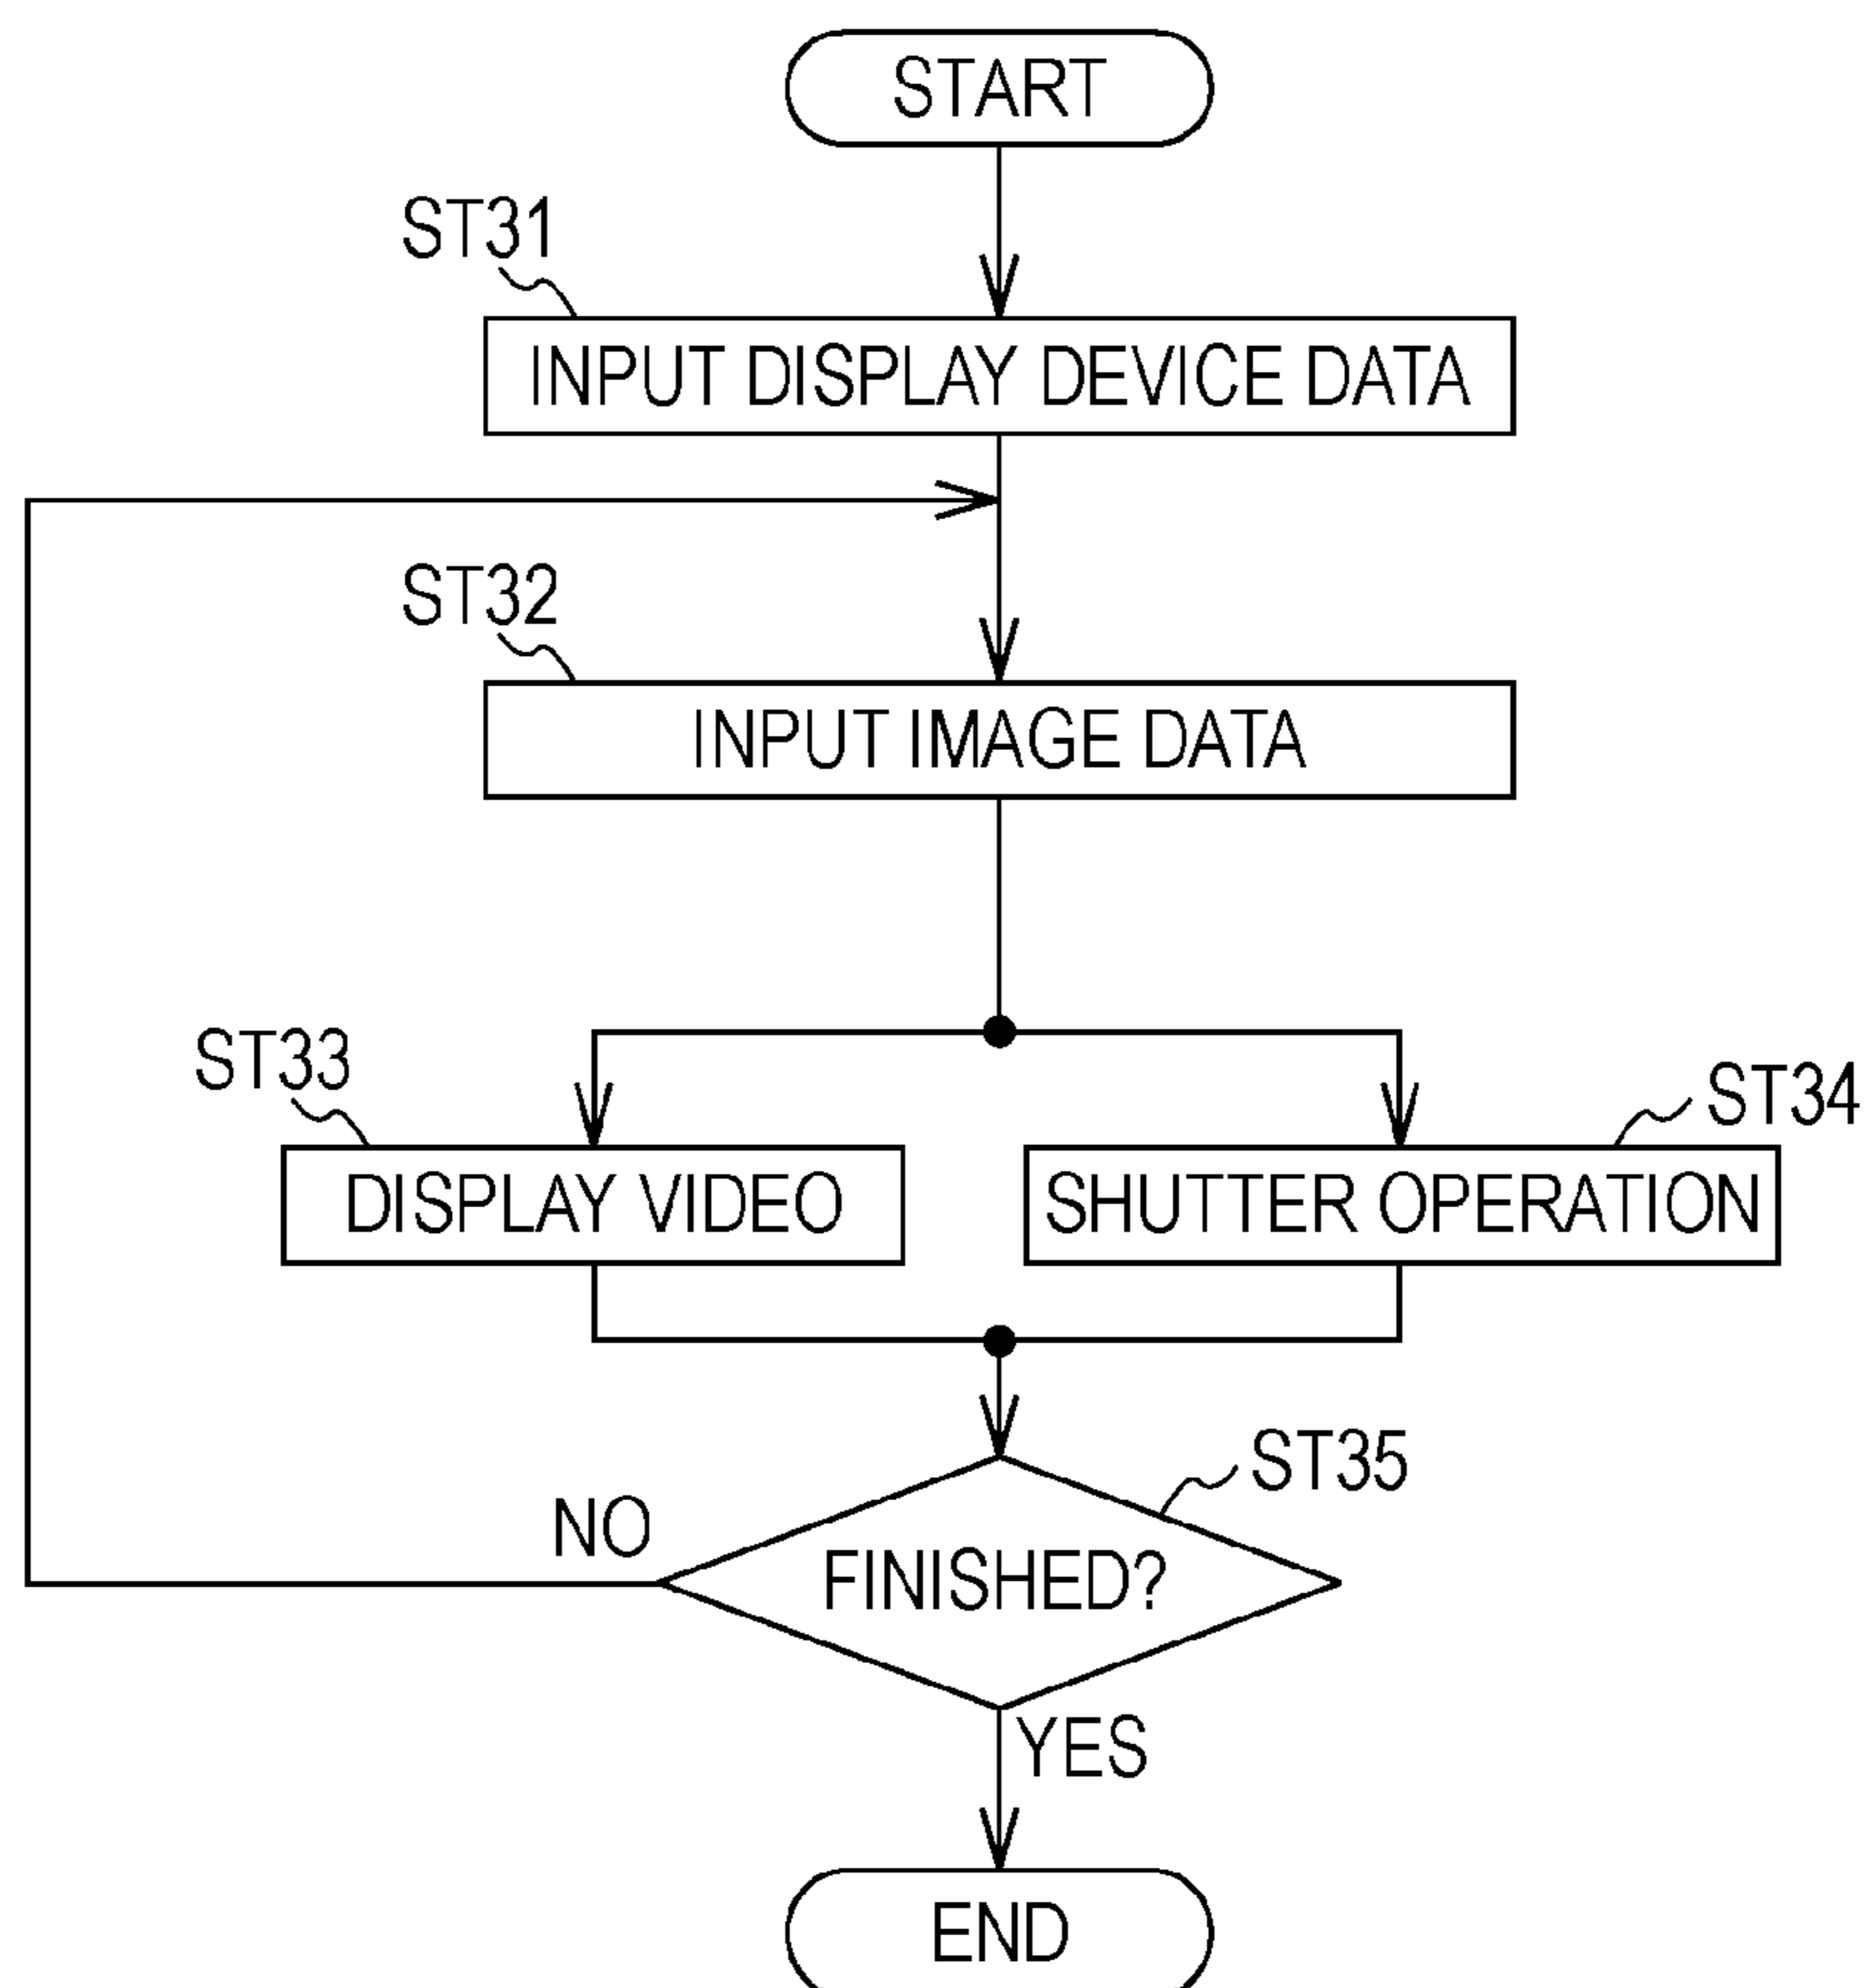 START
ST31
INPUT DISPLAY DEVICE DATA
ST32
INPUT IMAGE DATA
ST33
ST34
DISPLAY VIDEO
SHUTTER OPERATION
ST35
NO
FINISHED?
YES
END